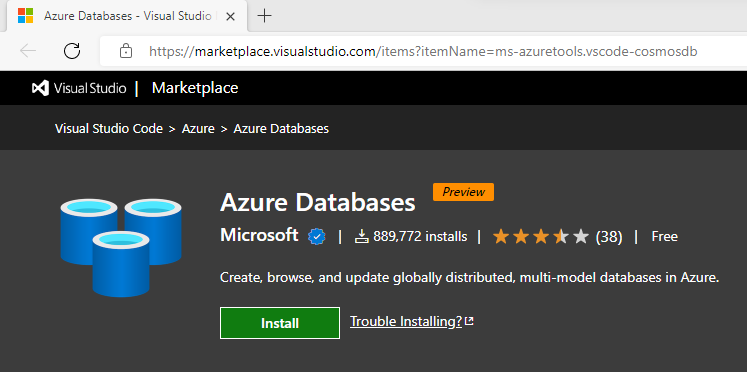 Azure Databases - Visual Studio
https://marketplace.visualstudio.com/items?itemName=ms-azuretools.vscode-cosmosdb
Visual Studio | Marketplace
Visual Studio Code > Azure > Azure Databases
Azure Databases Preview
Microsoft | 889,772 installs | (38) | Free
Create, browse, and update globally distributed, multi-model databases in Azure.
Install Trouble Installing?